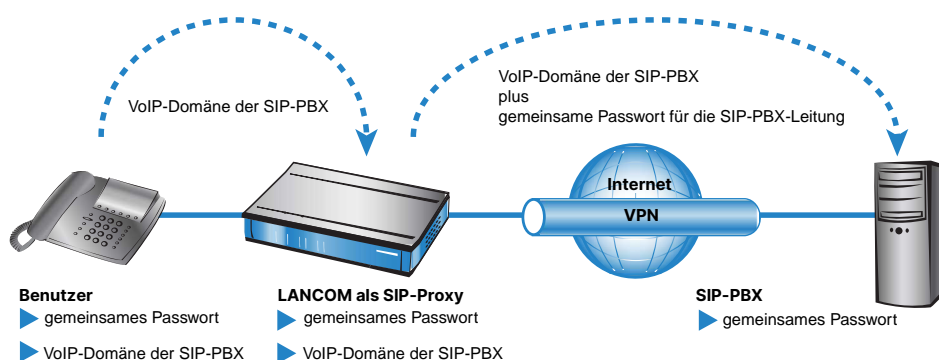 VoIP-Domäne der SIP-PBX
VoIP-Domäne der SIP-PBX
plus
gemeinsame Passwort für die SIP-PBX-Leitung
Internet
VPN
Benutzer
gemeinsames Passwort
VoIP-Domäne der SIP-PBX
LANCOM als SIP-Proxy
gemeinsames Passwort
VoIP-Domäne der SIP-PBX
SIP-PBX
gemeinsames Passwort